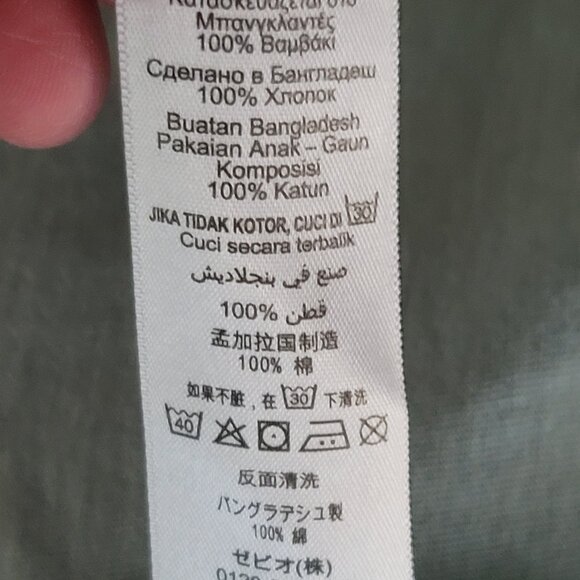 Κατασκευάζεται στο
Μπανγκλαντές
100% Βαμβάκι
Сделано в Бангладеш
100% Хлопок
Buatan Bangladesh
Pakaian Anak – Gaun
Komposisi
100% Katun
JIKA TIDAK KOTOR, CUCI DI 30
Cuci secara terbalik
صنع في بنجلاديش
100% قطن
孟加拉国制造
100% 棉
如果不脏，在 30 下清洗
40
反面清洗
バングラデシュ製
100% 綿
ゼビオ(株)